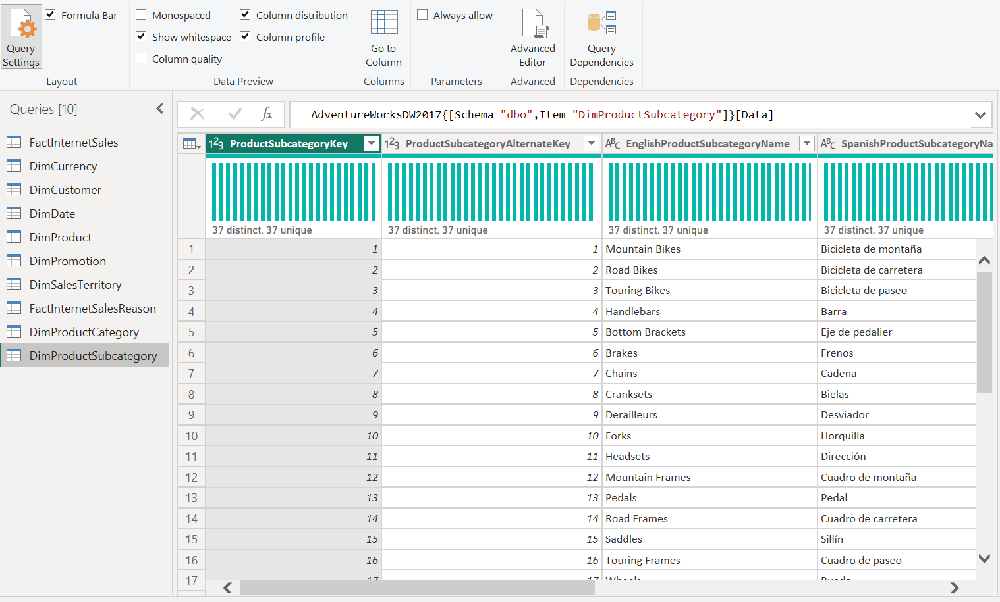 Query Settings
Formula Bar
Layout
Monospaced
Column distribution
Show whitespace
Column profile
Column quality
Data Preview
Go to Column
Columns
Always allow
Parameters
Advanced Editor
Advanced
Query Dependencies
Dependencies
Queries [10]
FactInternetSales
DimCurrency
DimCustomer
DimDate
DimProduct
DimPromotion
DimSalesTerritory
FactInternetSalesReason
DimProductCategory
DimProductSubcategory
fx = AdventureWorksDW2017{[Schema="dbo",Item="DimProductSubcategory"]}[Data]
123 ProductSubcategoryKey 123 ProductSubcategoryAlternateKey ABC EnglishProductSubcategoryName ABC SpanishProductSubcategoryNa
37 distinct, 37 unique 37 distinct, 37 unique 37 distinct, 37 unique 37 distinct, 37 unique
1 1 1 Mountain Bikes Bicicleta de montaña
2 2 2 Road Bikes Bicicleta de carretera
3 3 3 Touring Bikes Bicicleta de paseo
4 4 4 Handlebars Barra
5 5 5 Bottom Brackets Eje de pedalier
6 6 6 Brakes Frenos
7 7 7 Chains Cadena
8 8 8 Cranksets Bielas
9 9 9 Derailleurs Desviador
10 10 10 Forks Horquilla
11 11 11 Headsets Dirección
12 12 12 Mountain Frames Cuadro de montaña
13 13 13 Pedals Pedal
14 14 14 Road Frames Cuadro de carretera
15 15 15 Saddles Sillín
16 16 16 Touring Frames Cuadro de paseo
17 17 17